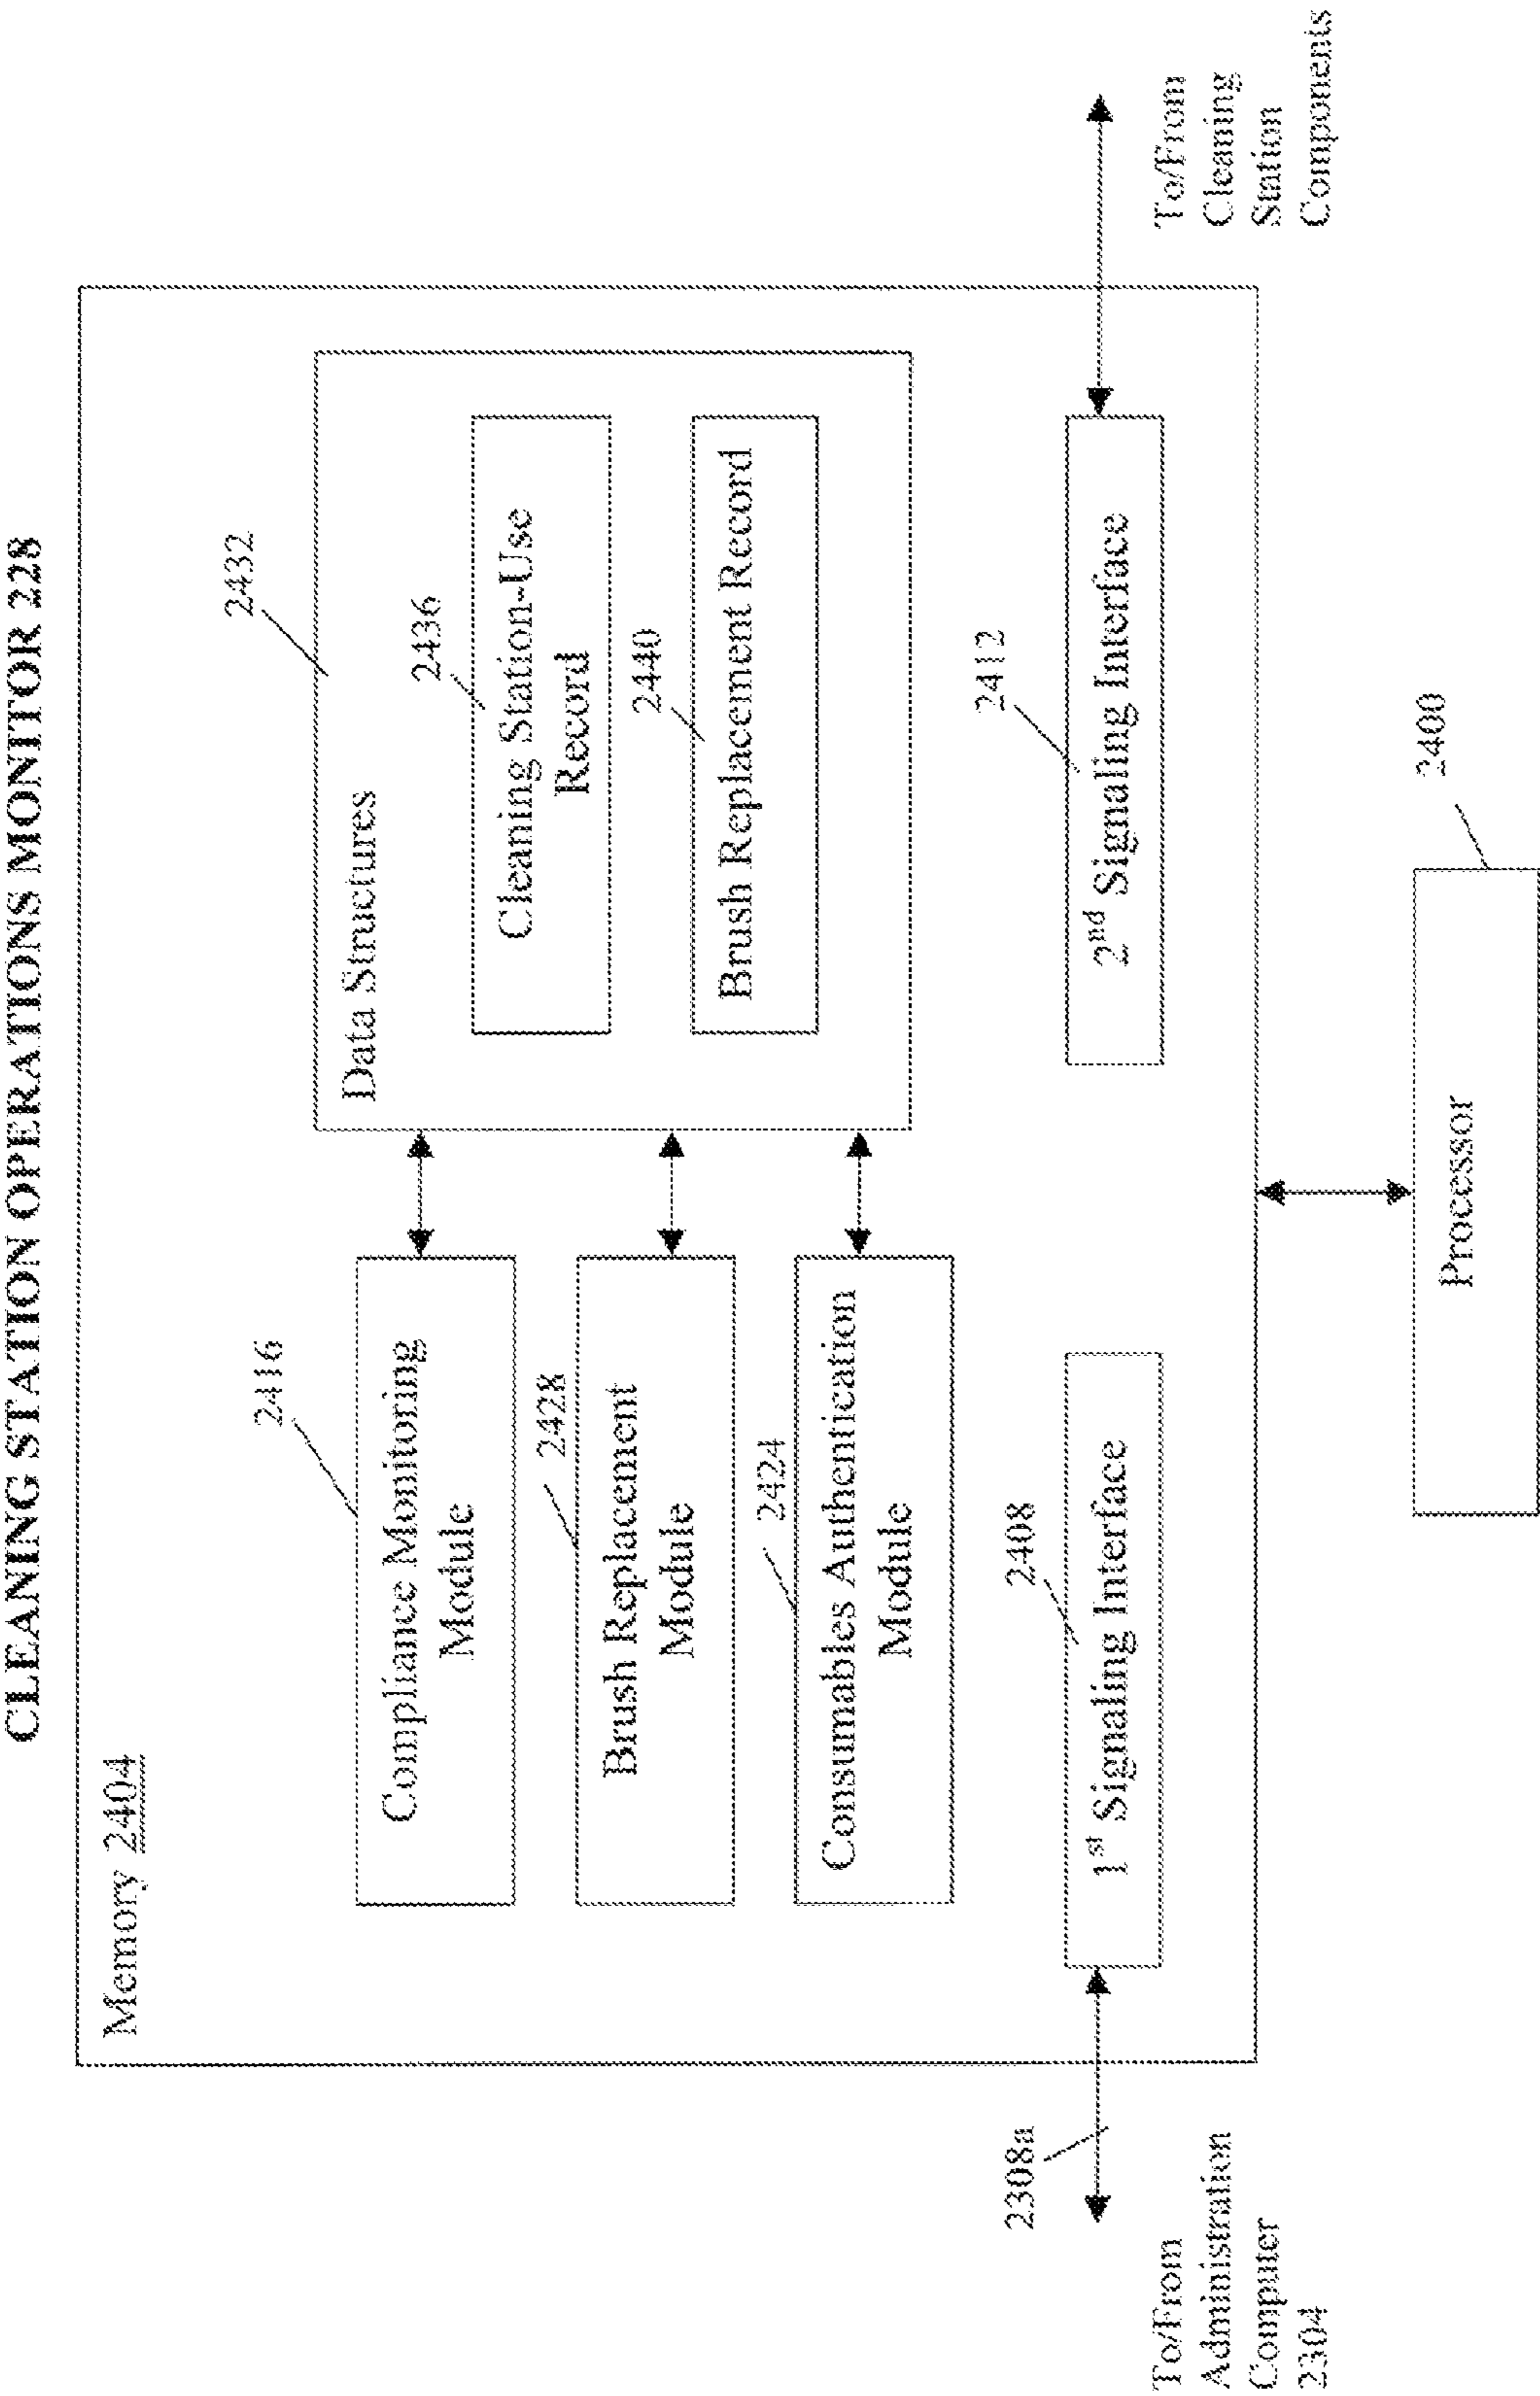 CLEANING STATION OPERATIONS MONITOR 228
Memory 2404
2416
Compliance Monitoring
Module
2428
Brush Replacement
Module
2424
Consumables Authentication
Module
2432
Data Structures
2436
Cleaning Station-Use
Record
2440
Brush Replacement Record
2408
1st Signaling Interface
2412
2nd Signaling Interface
2308a
To/From
Administration
Computer
2304
To/From
Cleaning
Station
Components
2400
Processor